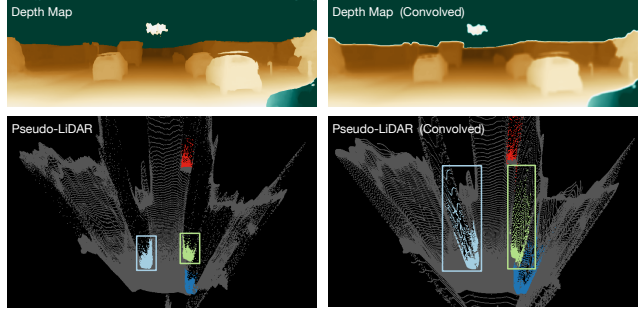 Depth Map
Depth Map (Convolved)
Pseudo-LiDAR
Pseudo-LiDAR (Convolved)